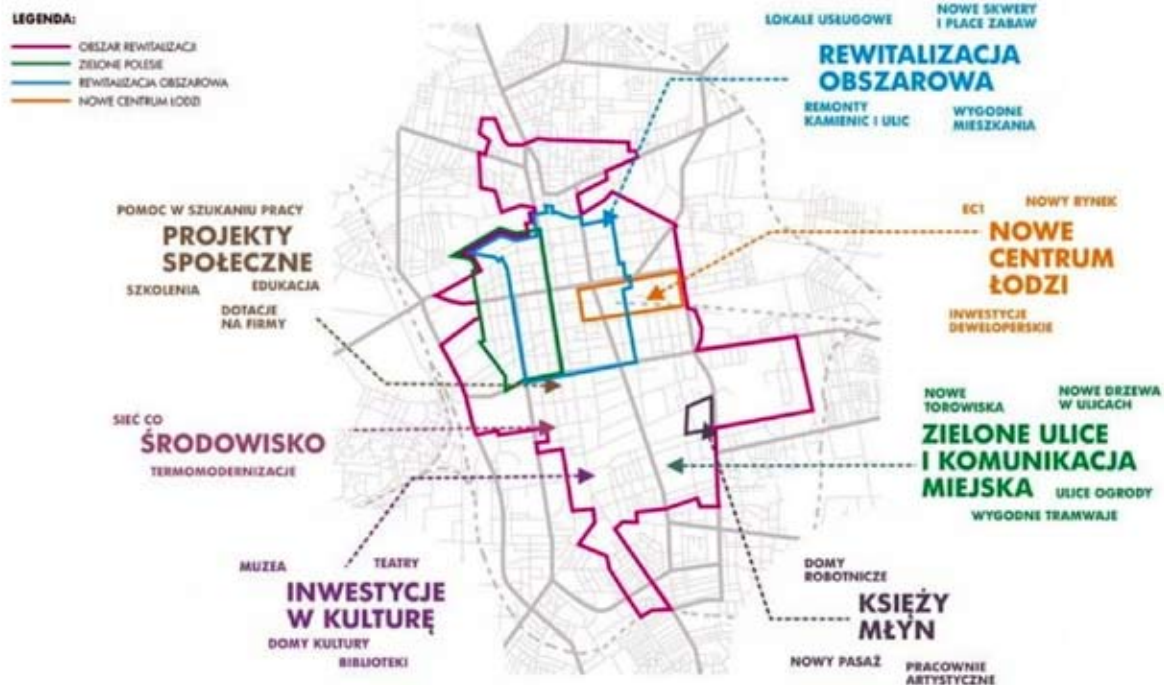 LEGENDA:
OBSZAR REWITALIZACJI
ZIELONE POLESIE
REWITALIZACJA OBSZAROWA
NOWE CENTRUM ŁODZI
LOKALE USŁUGOWE
NOWE SKWERY
I PLACE ZABAW
REWITALIZACJA
OBSZAROWA
REMONTY
KAMIENIC I ULIC
WYGODNE
MIESZKANIA
POMOC W SZUKANIU PRACY
PROJEKTY
SPOŁECZNE
SZKOLENIA
EDUKACJA
DOTACJE
NA FIRMY
EC1
NOWY RYNEK
NOWE
CENTRUM
ŁODZI
INWESTYCJE
DEWELOPERSKIE
SIEĆ CO
ŚRODOWISKO
TERMOMODERNIZACJE
NOWE
TOROWISKA
NOWE DRZEWA
W ULICACH
ZIELONE ULICE
I KOMUNIKACJA
MIEJSKA
ULICE OGRODY
WYGODNE TRAMWAJE
MUZEA
TEATRY
INWESTYCJE
W KULTURĘ
DOMY KULTURY
BIBLIOTEKI
DOMY
ROBOTNICZE
KSIĘŻY
MŁYN
NOWY PASAŻ
PRACOWNIE
ARTYSTYCZNE